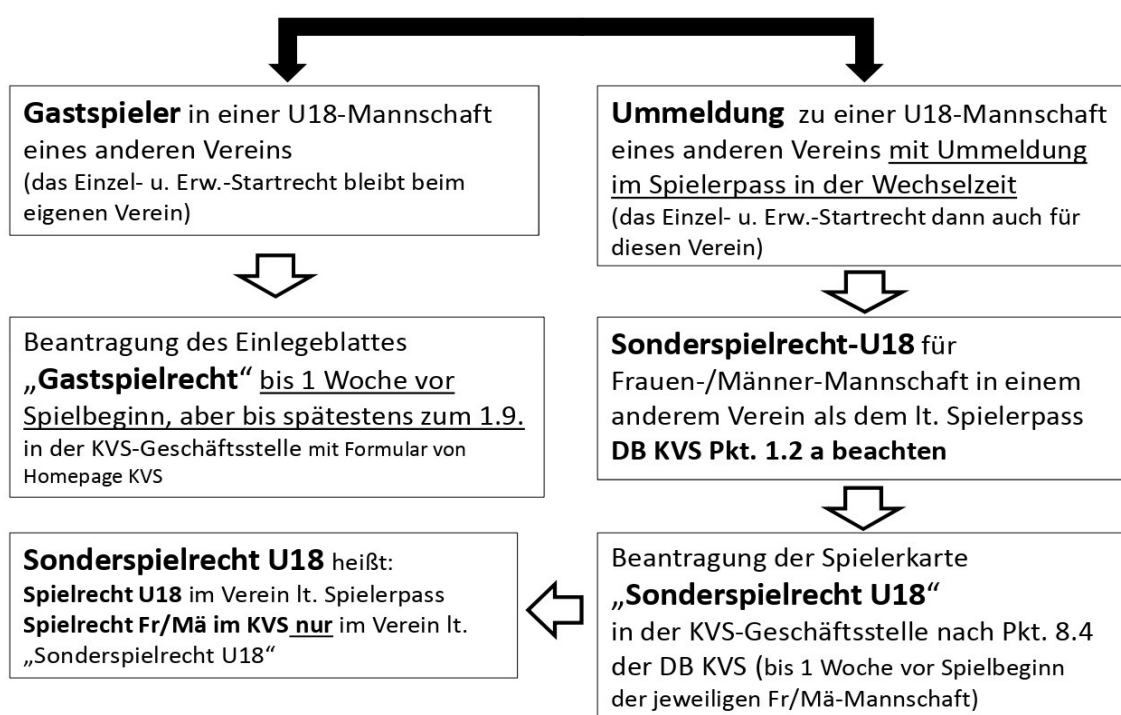 Gastspieler in einer U18-Mannschaft
eines anderen Vereins
(das Einzel- u. Erw.-Startrecht bleibt beim
eigenen Verein)
Beantragung des Einlegeblattes
„Gastspielrecht“ bis 1 Woche vor
Spielbeginn, aber bis spätestens zum 1.9.
in der KVS-Geschäftsstelle mit Formular von
Homepage KVS
Ummeldung zu einer U18-Mannschaft
eines anderen Vereins mit Ummeldung
im Spielerpass in der Wechselzeit
(das Einzel- u. Erw.-Startrecht dann auch für
diesen Verein)
Sonderspielrecht-U18 für
Frauen-/Männer-Mannschaft in einem
anderem Verein als dem lt. Spielerpass
DB KVS Pkt. 1.2 a beachten
Beantragung der Spielerkarte
„Sonderspielrecht U18“
in der KVS-Geschäftsstelle nach Pkt. 8.4
der DB KVS (bis 1 Woche vor Spielbeginn
der jeweiligen Fr/Mä-Mannschaft)
Sonderspielrecht U18 heißt:
Spielrecht U18 im Verein lt. Spielerpass
Spielrecht Fr/Mä im KVS nur im Verein lt.
„Sonderspielrecht U18“